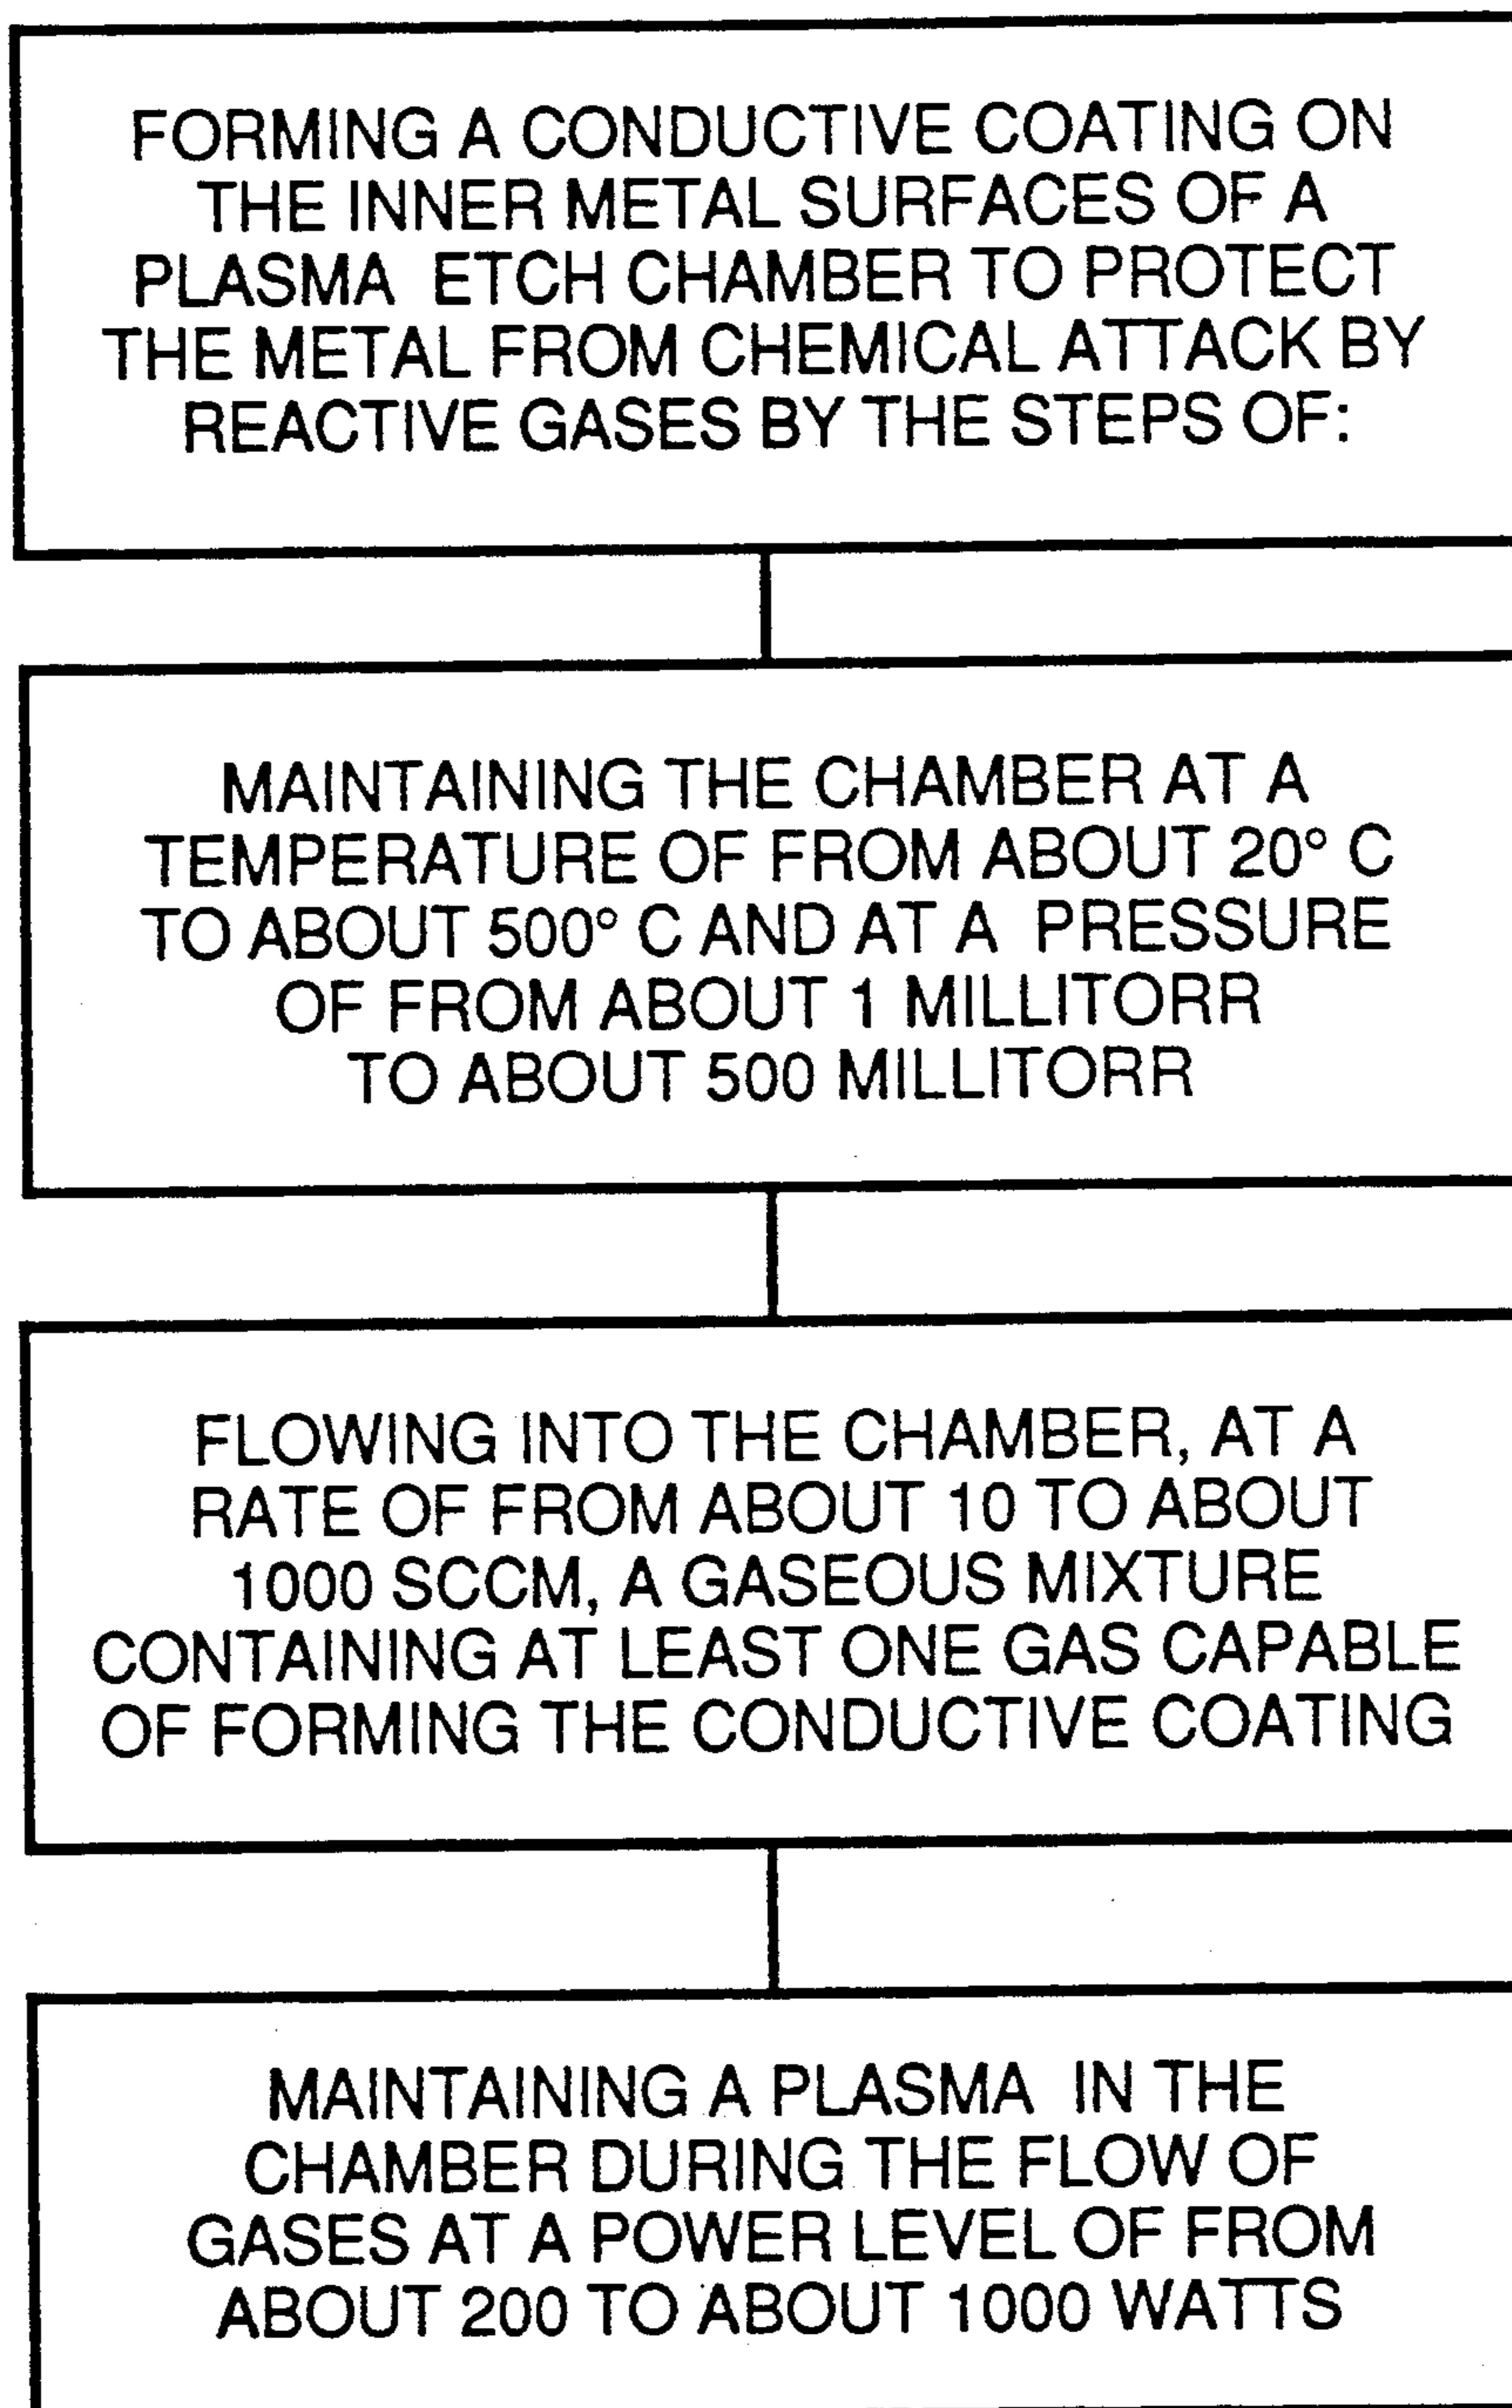 FORMING A CONDUCTIVE COATING ON
THE INNER METAL SURFACES OF A
PLASMA ETCH CHAMBER TO PROTECT
THE METAL FROM CHEMICAL ATTACK BY
REACTIVE GASES BY THE STEPS OF:
MAINTAINING THE CHAMBER AT A
TEMPERATURE OF FROM ABOUT 20° C
TO ABOUT 500° C AND AT A PRESSURE
OF FROM ABOUT 1 MILLITORR
TO ABOUT 500 MILLITORR
FLOWING INTO THE CHAMBER, AT A
RATE OF FROM ABOUT 10 TO ABOUT
1000 SCCM, A GASEOUS MIXTURE
CONTAINING AT LEAST ONE GAS CAPABLE
OF FORMING THE CONDUCTIVE COATING
MAINTAINING A PLASMA IN THE
CHAMBER DURING THE FLOW OF
GASES AT A POWER LEVEL OF FROM
ABOUT 200 TO ABOUT 1000 WATTS